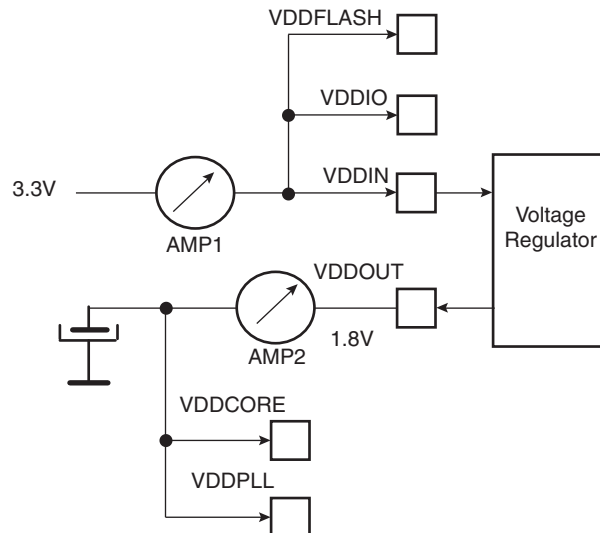 VDDFLASH
VDDIO
VDDIN
3.3V
AMP1
Voltage
Regulator
VDDOUT
1.8V
AMP2
VDDCORE
VDDPLL